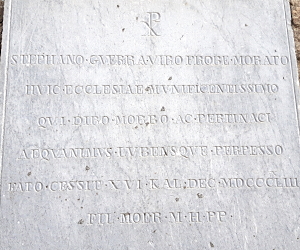 STEPHANO·GVERRA·VIRO·PROBE·MORATO
HVIC·ECCLESIAE·MVNIFICENTISSIMO
QVI·DIRO·MORBO·AC·PERTINACI
AEQVANIMVS·LVBENSQVE·PERPESSO
FATO·CESSIT·XVI·KAL·DEC·MDCCCLIII
FIL·MOER·M·H·PP·